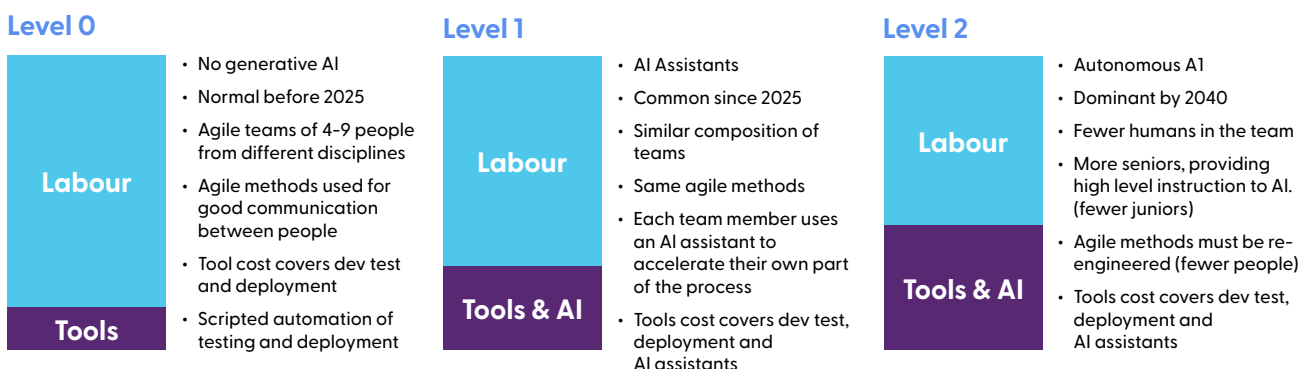 Level 0
Labour
Tools
• No generative AI
• Normal before 2025
• Agile teams of 4-9 people
from different disciplines
• Agile methods used for
good communication
between people
• Tool cost covers dev test
and deployment
• Scripted automation of
testing and deployment
Level 1
Labour
Tools & AI
• AI Assistants
• Common since 2025
• Similar composition of
teams
• Same agile methods
• Each team member uses
an AI assistant to
accelerate their own part
of the process
• Tools cost covers dev test,
deployment and
AI assistants
Level 2
Labour
Tools & AI
• Autonomous A1
• Dominant by 2040
• Fewer humans in the team
• More seniors, providing
high level instruction to AI.
(fewer juniors)
• Agile methods must be re-
engineered (fewer people)
• Tools cost covers dev test,
deployment and
AI assistants